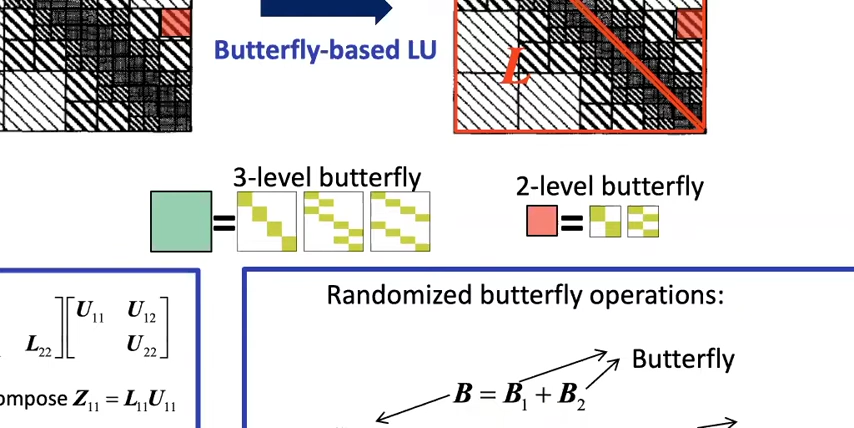 Butterfly-based LU
L
3-level butterfly
2-level butterfly
=
=
Randomized butterfly operations:
U11 U12
L22 U22
Butterfly
Z11 = L11U11
B = B1 + B2